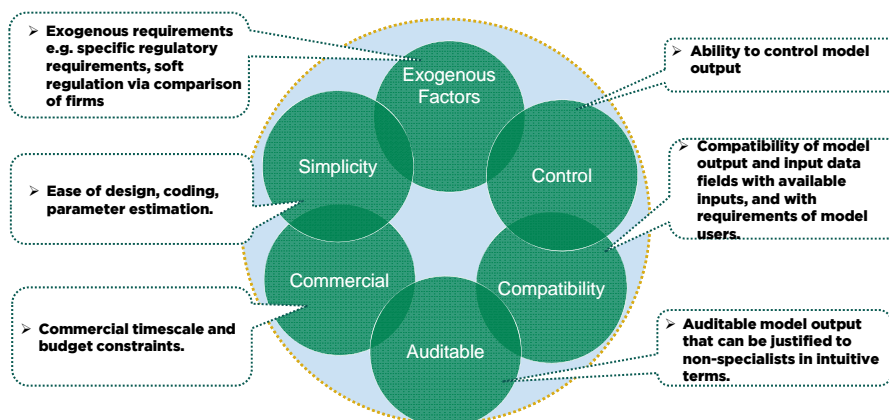 ➢ Exogenous requirements
e.g. specific regulatory
requirements, soft
regulation via comparison
of firms
Exogenous
Factors
➢ Ability to control model
output
Simplicity
Control
➢ Compatibility of model
output and input data
fields with available
inputs, and with
requirements of model
users.
➢ Ease of design, coding,
parameter estimation.
Commercial
Compatibility
➢ Commercial timescale and
budget constraints.
Auditable
➢ Auditable model output
that can be justified to
non-specialists in intuitive
terms.